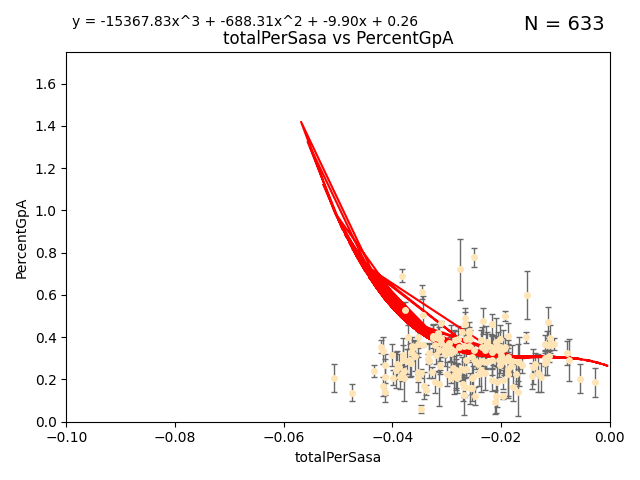 y = -15367.83x^3 + -688.31x^2 + -9.90x + 0.26
N = 633
totalPerSasa vs PercentGpA
1.6
1.4
1.2
1.0
0.8
0.6
0.4
0.2
0.0
PercentGpA
−0.10 −0.08 −0.06 −0.04 −0.02 0.00
totalPerSasa